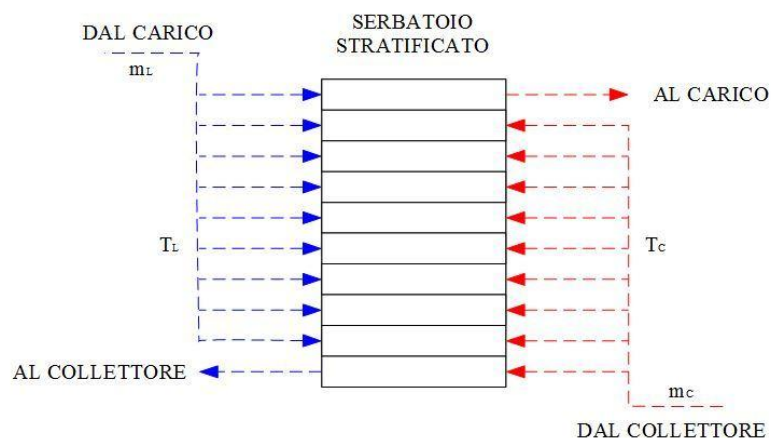 SERBATOIO
STRATIFICATO
DAL CARICO
mL
AL CARICO
TL
TC
AL COLLETTORE
mC
DAL COLLETTORE